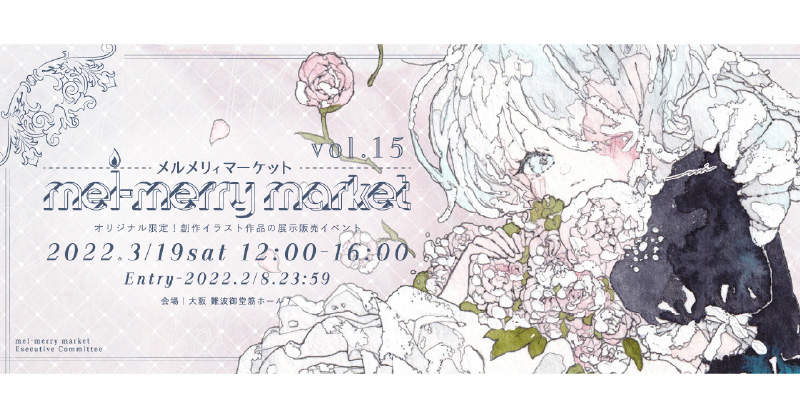 vol.15
メルメリィマーケット
mel-merry market
オリジナル限定！創作イラスト作品の展示販売イベント
2022.3/19sat 12:00-16:00
Entry-2022.2/8.23:59
会場｜大阪 難波御堂筋ホール7
mel-merry market
Executive Committee